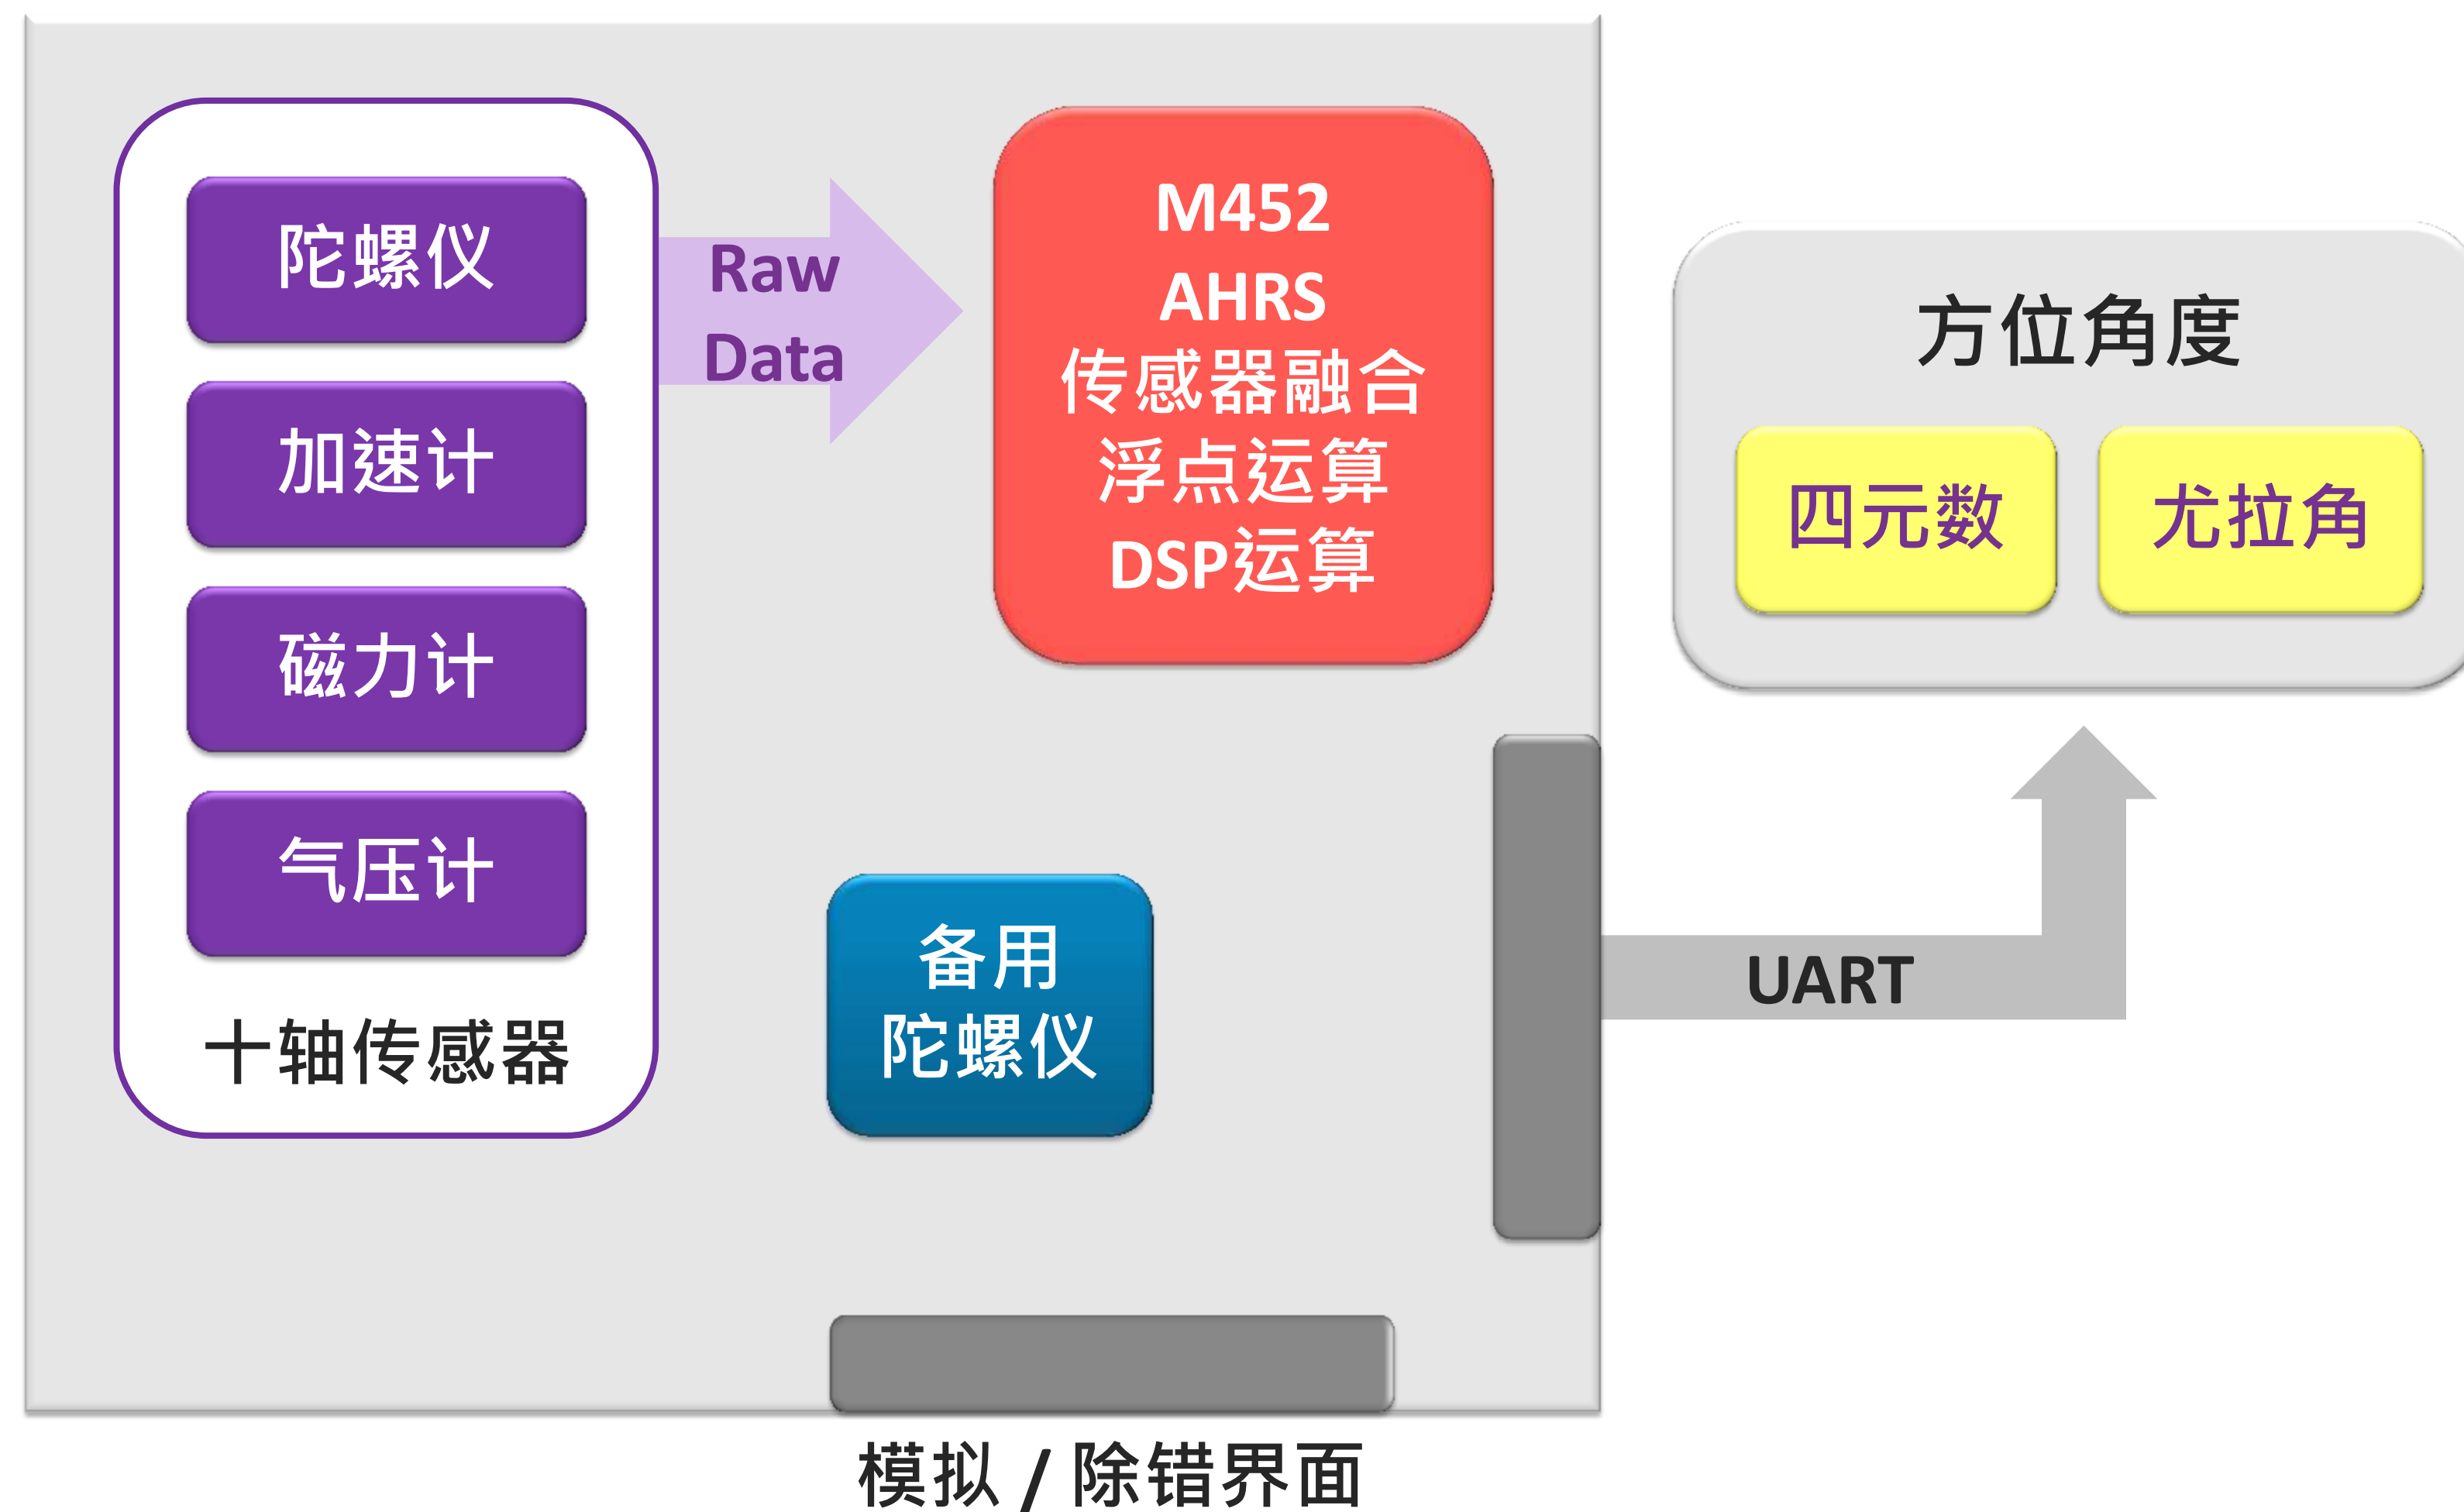 陀螺仪
加速计
磁力计
气压计
十轴传感器
Raw
Data
M452
AHRS
传感器融合
浮点运算
DSP运算
备用
陀螺仪
方位角度
四元数
尤拉角
UART
模拟 / 除错界面